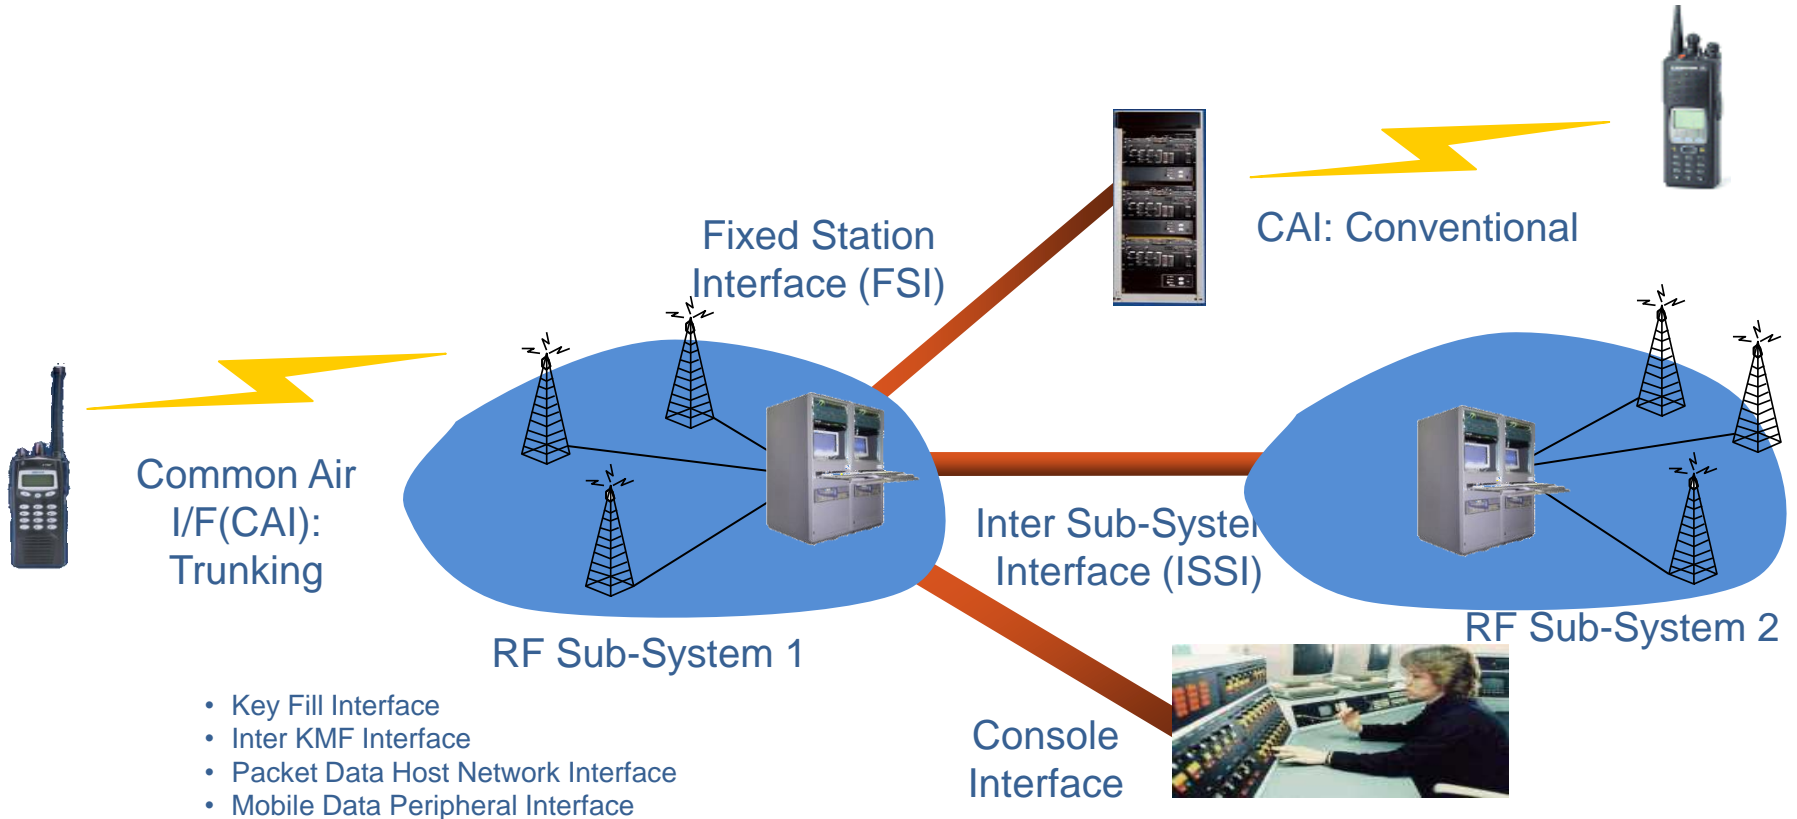 Fixed Station
Interface (FSI)
CAI: Conventional
Common Air
I/F(CAI):
Trunking
Inter Sub-System
Interface (ISSI)
RF Sub-System 1
RF Sub-System 2
• Key Fill Interface
• Inter KMF Interface
• Packet Data Host Network Interface
• Mobile Data Peripheral Interface
Console
Interface